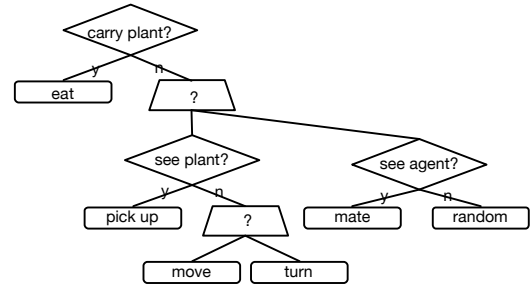 carry plant?
y
n
eat
?
see plant?
see agent?
y
n
y
n
pick up
?
mate
random
move
turn